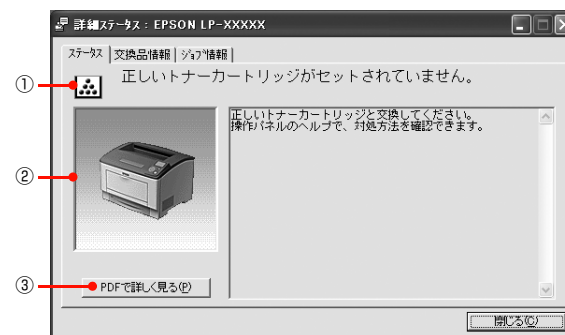 詳細ステータス : EPSON LP-XXXXX
ステータス 交換品情報 ジョブ情報
① 正しいトナーカートリッジがセットされていません。
正しいトナーカートリッジと交換してください。
操作パネルのヘルプで、対処方法を確認できます。
②
③ PDFで詳しく見る(P)
閉じる(C)